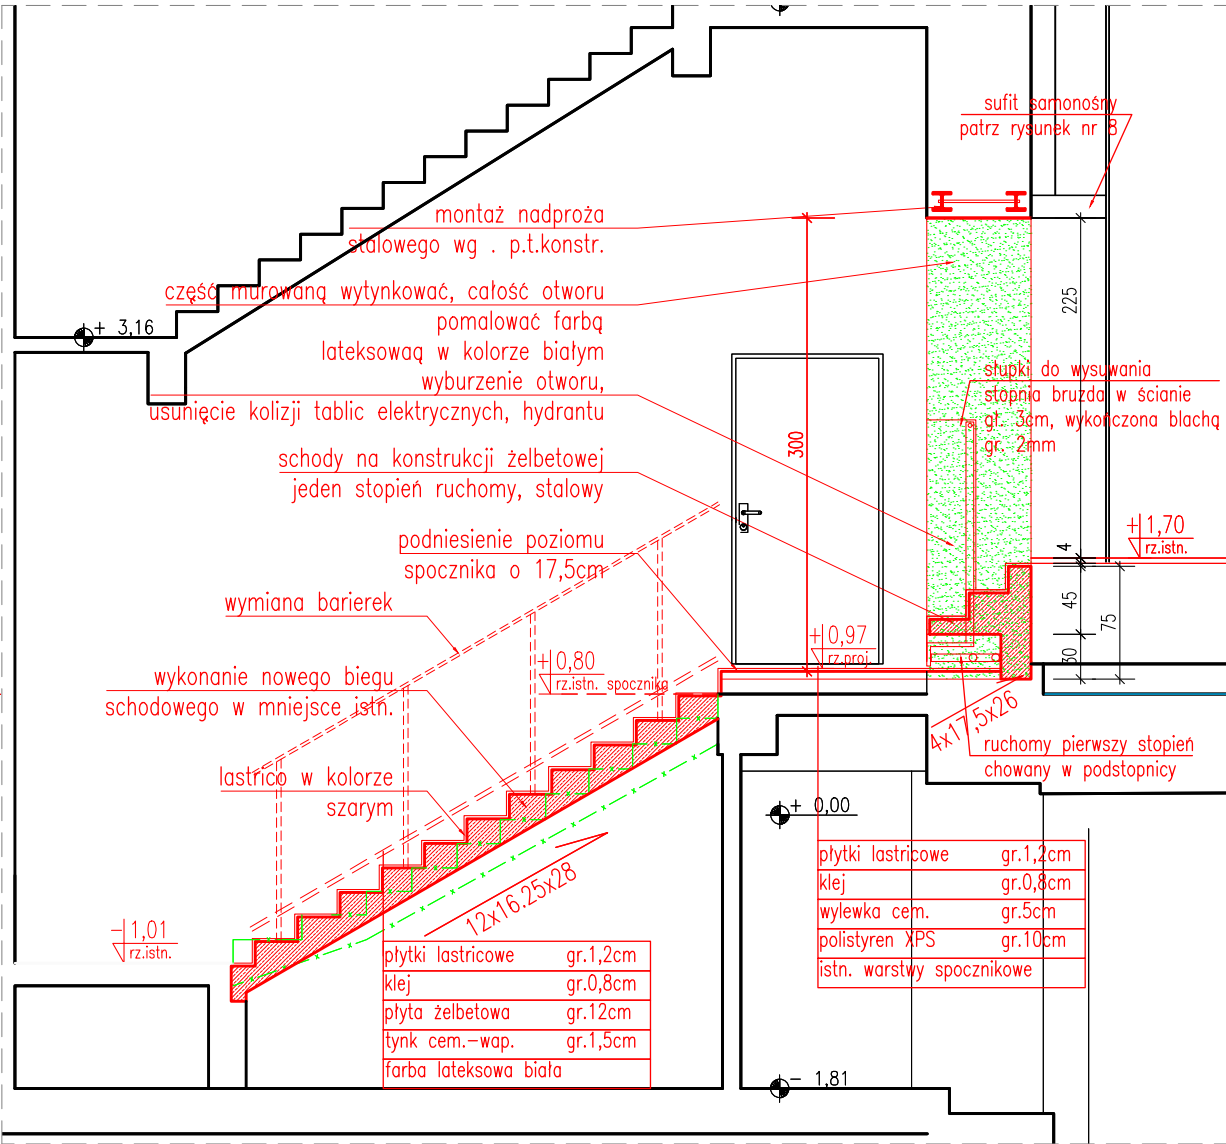 sufit samonośny
patrz rysunek nr 8
montaż nadproża
stalowego wg . p.t.konstr.
część murowaną wytynkować, całość otworu
pomalować farbą
lateksowaą w kolorze białym
+ 3,16
wyburzenie otworu,
usunięcie kolizji tablic elektrycznych, hydrantu
225
słupki do wysuwania
stopnia bruzda w ścianie
gł. 3cm, wykończona blachą
gr. 2mm
300
schody na konstrukcji żelbetowej
jeden stopień ruchomy, stalowy
podniesienie poziomu
spocznika o 17,5cm
+1,70
rz.istn.
4
45
75
30
wymiana barierek
+0,97
rz.proj.
+0,80
rz.istn. spocznika
wykonanie nowego biegu
schodowego w mniejsce istn.
4x17,5x26
ruchomy pierwszy stopień
chowany w podstopnicy
lastrico w kolorze
szarym
+ 0,00
12x16.25x28
-1,01
rz.istn.
płytki lastricowe gr.1,2cm
klej gr.0,8cm
wylewka cem. gr.5cm
polistyren XPS gr.10cm
istn. warstwy spocznikowe
płytki lastricowe gr.1,2cm
klej gr.0,8cm
płyta żelbetowa gr.12cm
tynk cem.-wap. gr.1,5cm
farba lateksowa biała
- 1,81